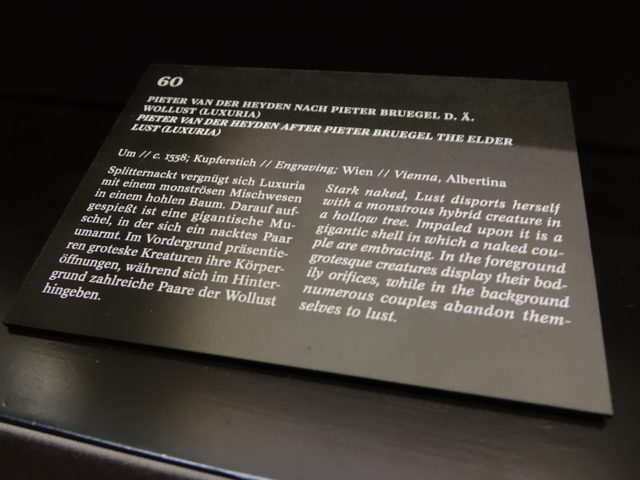 60
PIETER VAN DER HEYDEN NACH PIETER BRUEGEL D. Ä.
WOLLUST (LUXURIA)
PIETER VAN DER HEYDEN AFTER PIETER BRUEGEL THE ELDER
LUST (LUXURIA)
Um // c. 1558; Kupferstich // Engraving; Wien // Vienna, Albertina
Splitternackt vergnügt sich Luxuria
mit einem monströsen Mischwesen
in einem hohlen Baum. Darauf auf-
gespießt ist eine gigantische Mu-
schel, in der sich ein nacktes Paar
umarmt. Im Vordergrund präsentie-
ren groteske Kreaturen ihre Körper-
öffnungen, während sich im Hinter-
grund zahlreiche Paare der Wollust
hingeben.
Stark naked, Lust disports herself
with a monstrous hybrid creature in
a hollow tree. Impaled upon it is a
gigantic shell in which a naked cou-
ple are embracing. In the foreground
grotesque creatures display their bod-
ily orifices, while in the background
numerous couples abandon them-
selves to lust.